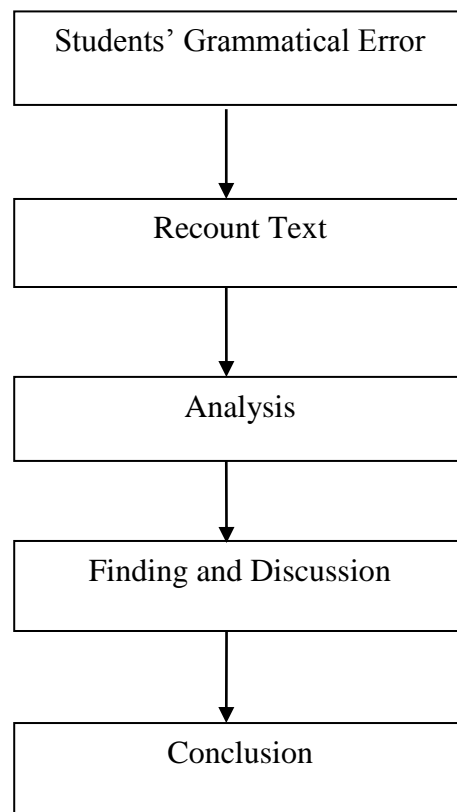 Students’ Grammatical Error
Recount Text
Analysis
Finding and Discussion
Conclusion